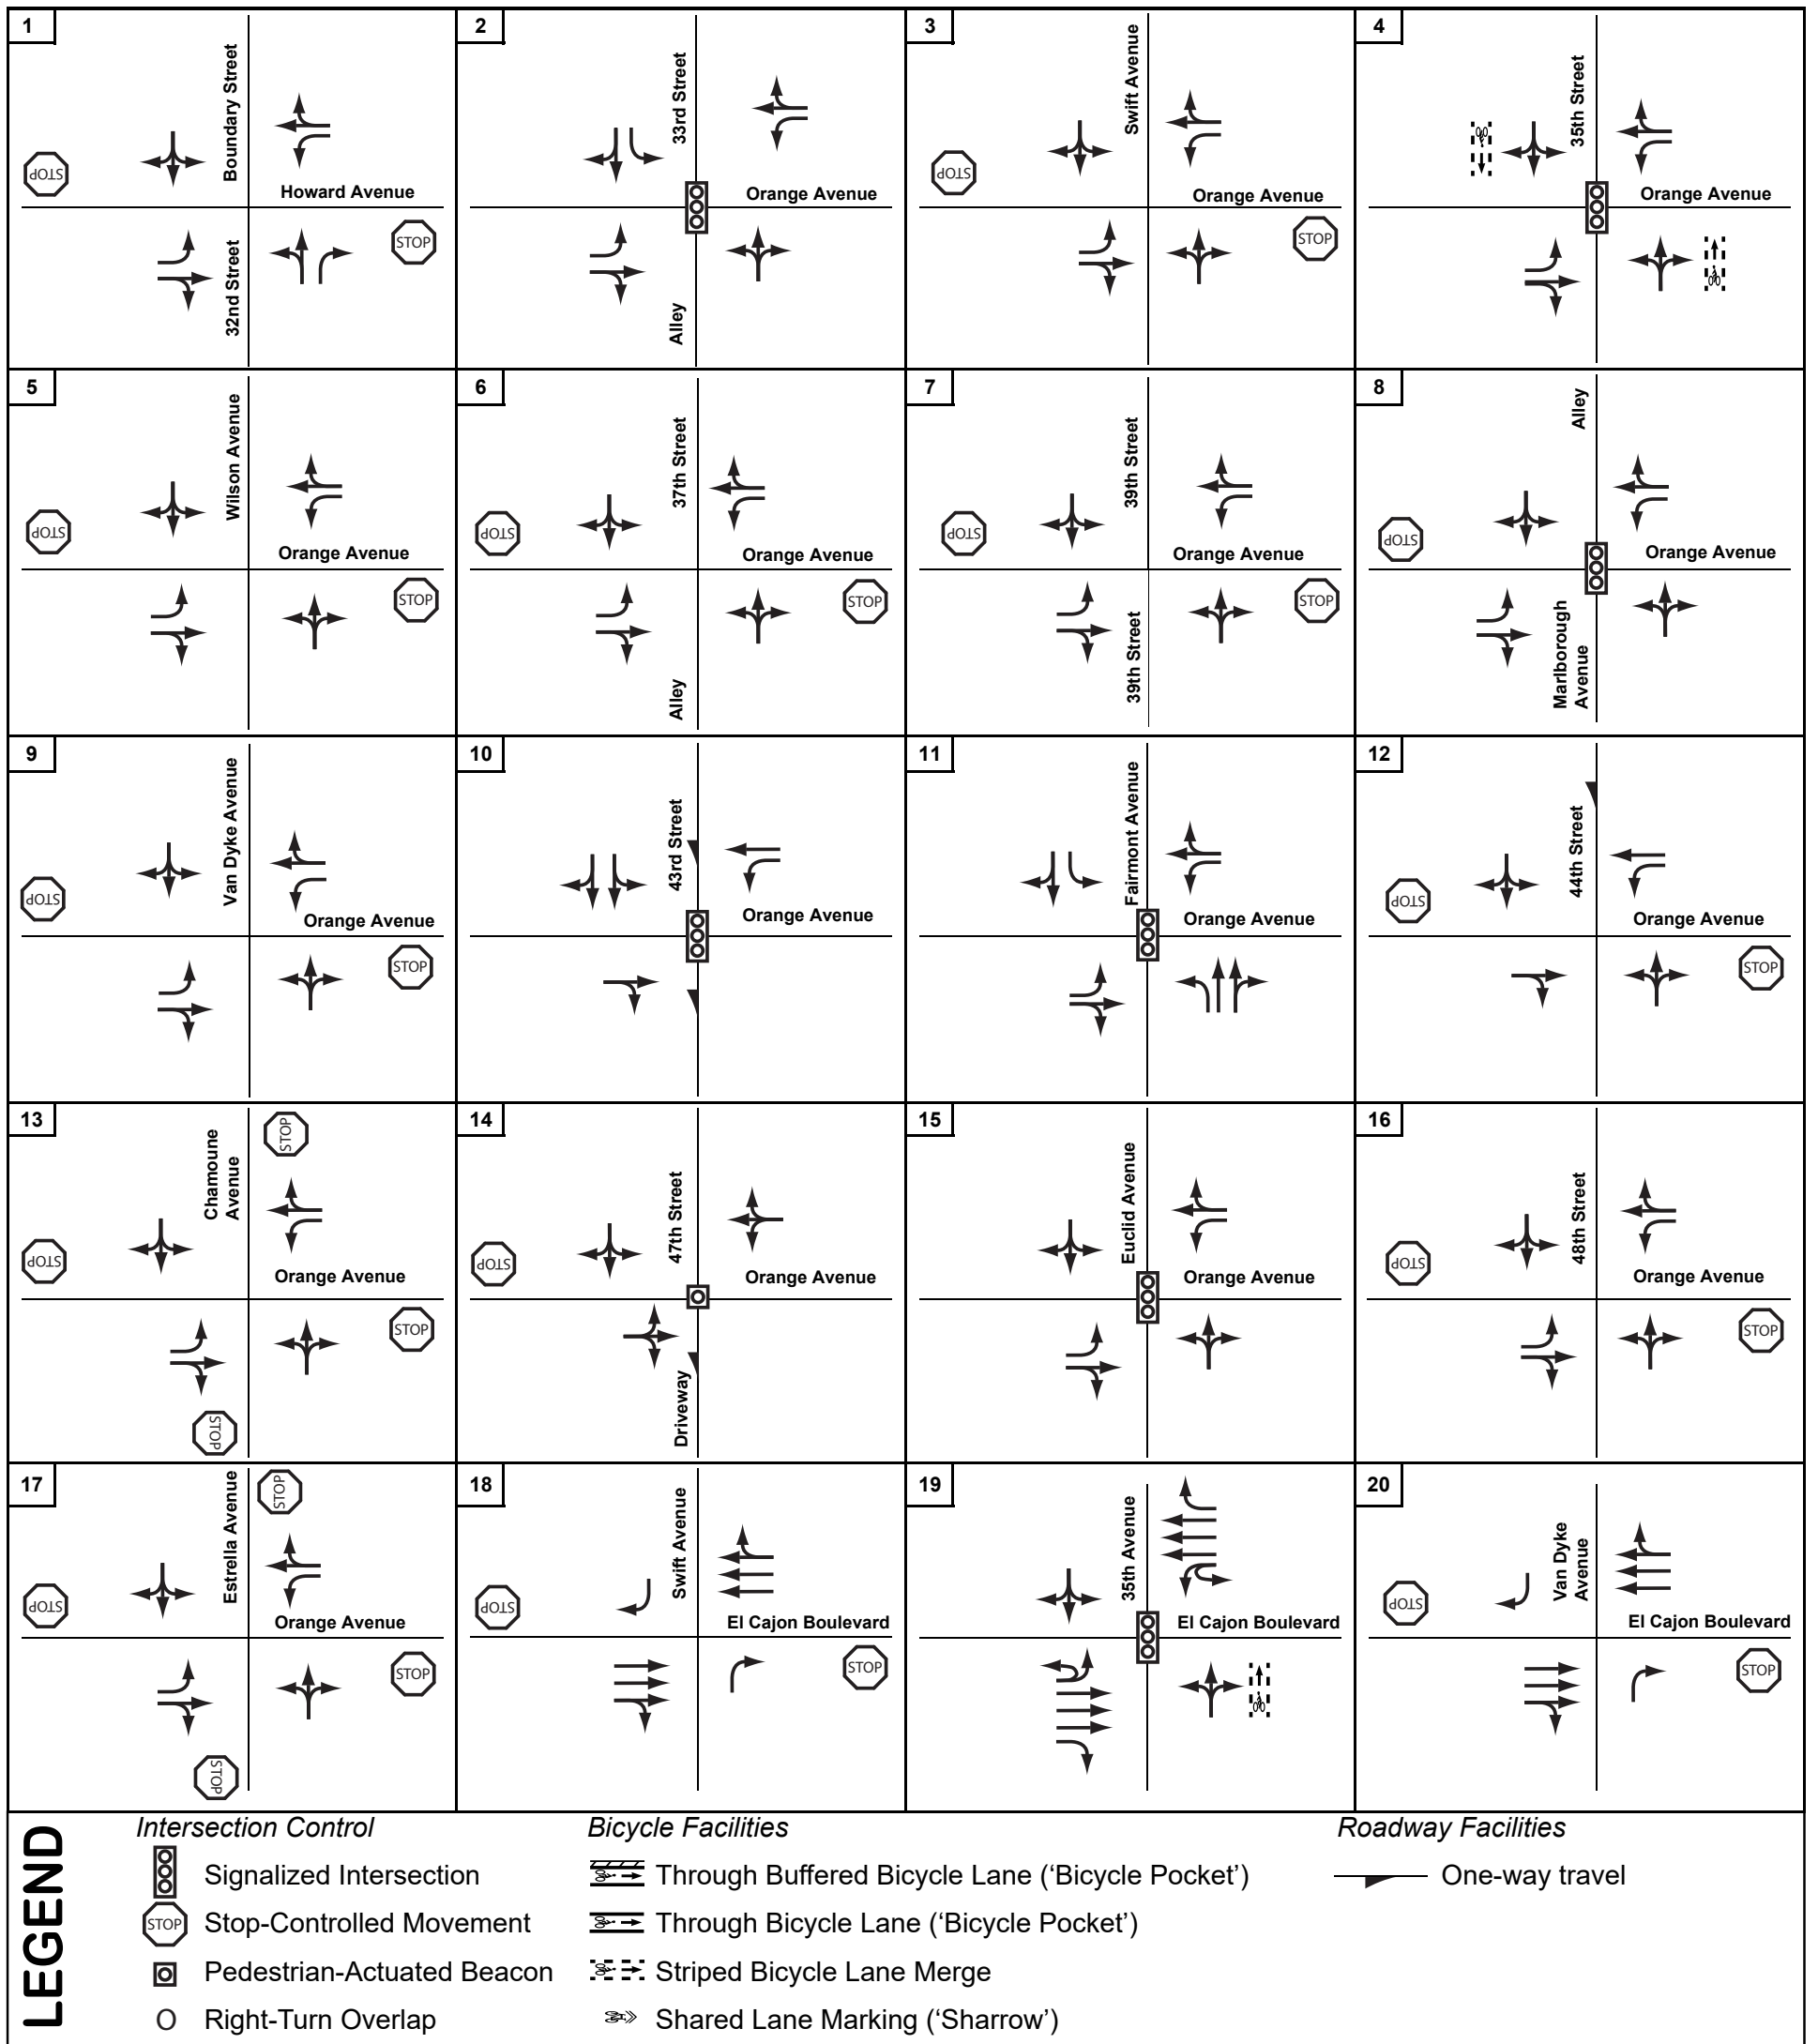 1
Boundary Street
STOP
Howard Avenue
32nd Street
STOP
2
33rd Street
Orange Avenue
Alley
3
Swift Avenue
STOP
Orange Avenue
STOP
4
35th Street
Orange Avenue
5
Wilson Avenue
STOP
Orange Avenue
STOP
6
37th Street
STOP
Orange Avenue
STOP
Alley
7
39th Street
STOP
Orange Avenue
STOP
39th Street
8
Alley
STOP
Orange Avenue
Marlborough
Avenue
9
Van Dyke Avenue
STOP
Orange Avenue
STOP
10
43rd Street
Orange Avenue
11
Fairmont Avenue
Orange Avenue
12
44th Street
STOP
Orange Avenue
STOP
13
Chamoune
Avenue
STOP
STOP
Orange Avenue
STOP
STOP
14
47th Street
STOP
Orange Avenue
Driveway
15
Euclid Avenue
Orange Avenue
16
48th Street
STOP
Orange Avenue
STOP
17
Estrella Avenue
STOP
STOP
Orange Avenue
STOP
STOP
18
Swift Avenue
STOP
El Cajon Boulevard
STOP
19
35th Avenue
El Cajon Boulevard
20
Van Dyke
Avenue
STOP
El Cajon Boulevard
STOP
LEGEND
Intersection Control
Signalized Intersection
STOP Stop-Controlled Movement
Pedestrian-Actuated Beacon
O Right-Turn Overlap
Bicycle Facilities
Through Buffered Bicycle Lane (‘Bicycle Pocket’)
Through Bicycle Lane (‘Bicycle Pocket’)
Striped Bicycle Lane Merge
Shared Lane Marking (‘Sharrow’)
Roadway Facilities
One-way travel